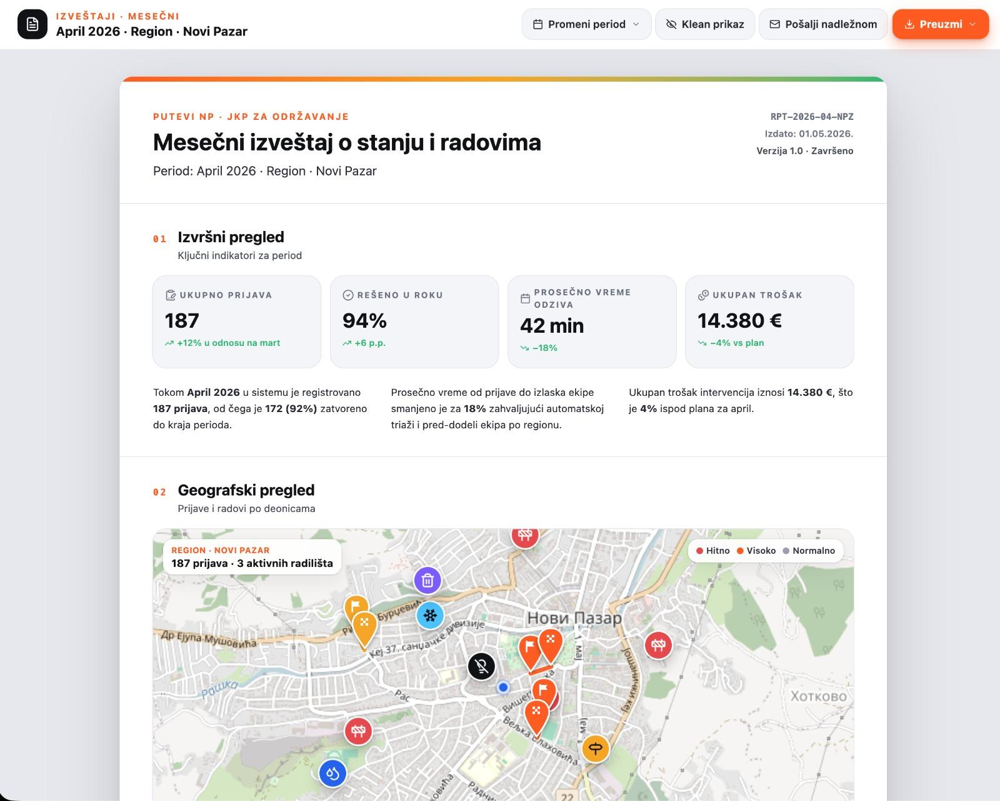 IZVEŠTAJI · MESEČNI
April 2026 · Region · Novi Pazar
Promeni period
Klean prikaz
Pošalji nadležnom
Preuzmi
PUTEVI NP · JKP ZA ODRŽAVANJE
Mesečni izveštaj o stanju i radovima
Period: April 2026 · Region · Novi Pazar
RPT-2026-04-NPZ
Izdato: 01.05.2026.
Verzija 1.0 · Završeno
01 Izvršni pregled
Ključni indikatori za period
UKUPNO PRIJAVA
187
+12% u odnosu na mart
REŠENO U ROKU
94%
+6 p.p.
PROSEČNO VREME
ODZIVA
42 min
−18%
UKUPAN TROŠAK
14.380 €
−4% vs plan
Tokom April 2026 u sistemu je registrovano
187 prijava, od čega je 172 (92%) zatvoreno
do kraja perioda.
Prosečno vreme od prijave do izlaska ekipe
smanjeno je za 18% zahvaljujući automatskoj
triaži i pred-dodeli ekipa po regionu.
Ukupan trošak intervencija iznosi 14.380 €, što
je 4% ispod plana za april.
02 Geografski pregled
Prijave i radovi po deonicama
REGION · NOVI PAZAR
187 prijava · 3 aktivnih radilišta
Hitno
Visoko
Normalno
Нови Пазар
Др Ејупа Мушовића
Кеј 37. санџачке дивизије
Рашка
Рас
мај
Јошанички кеј
Хотково
Вељка Влаховића
мај
22